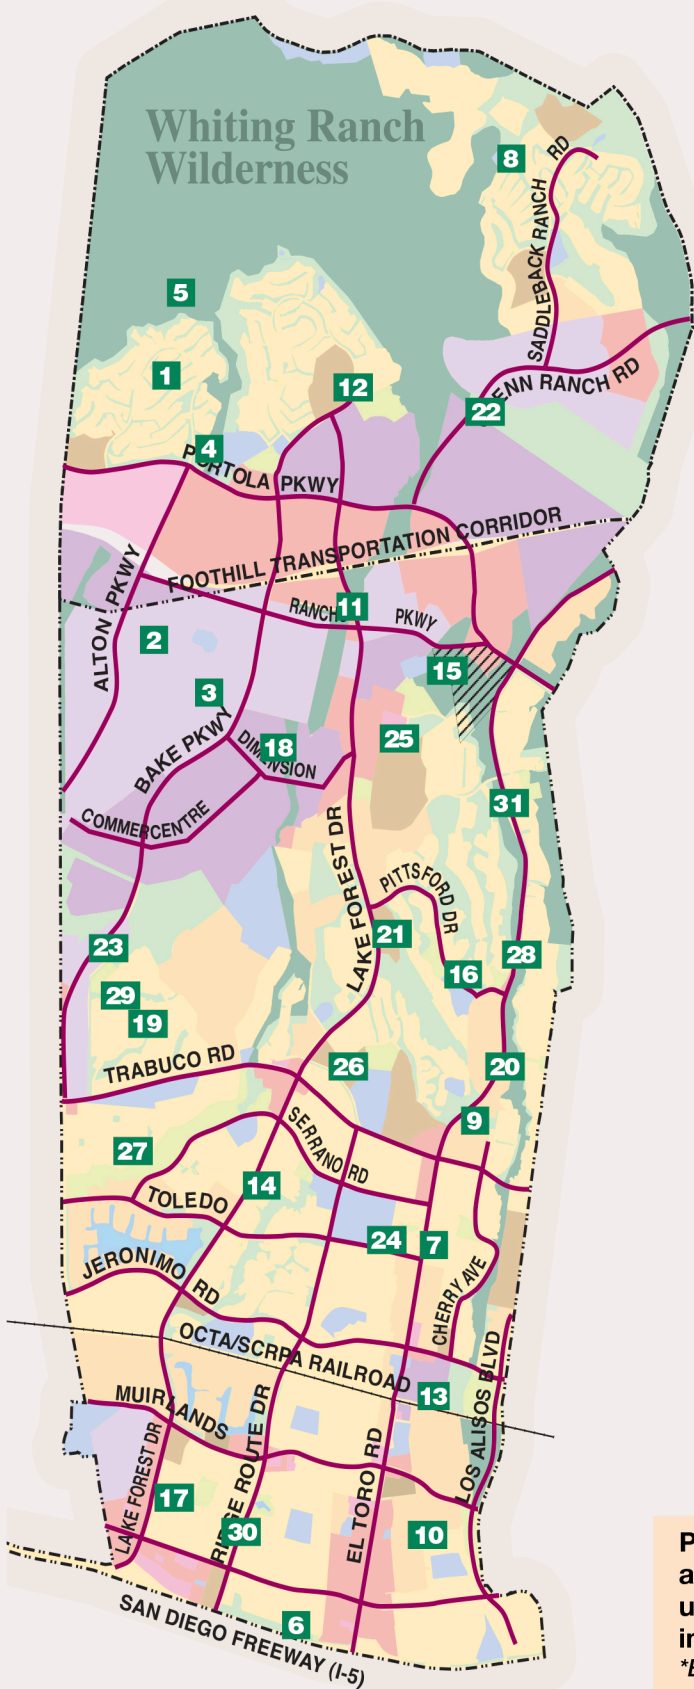 Whiting Ranch
Wilderness
8
SADDLEBACK RANCH
RD
5
1
12
ENN RANCH RD
22
4
PORTOLA PKWY
FOOTHILL TRANSPORTATION CORRIDOR
ALTON PKWY
RANCH
PKWY
11
2
15
3
BAKE PKWY
18
DIMENSION
25
COMMERCENTRE
31
LAKE FOREST DR
PITTSFORD DR
21
23
28
16
29
19
TRABUCO RD
26
20
9
SERRANO RD
27
14
TOLEDO
24
7
JERONIMO RD
CHERRY AVE
OCTA/SCRPA RAILROAD
13
MUIRLANDS
LAKE FOREST DR
RIDGE ROUTE DR
EL TORO RD
LOS ALISOS BLVD
17
30
10
6
SAN DIEGO FREEWAY (I-5)
P
a
u
in